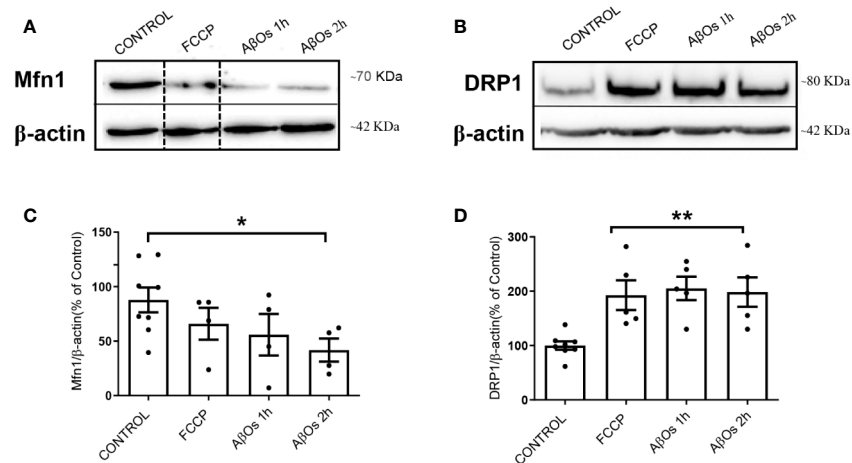 A
CONTROL
FCCP
AβOs 1h
AβOs 2h
Mfn1
~70 KDa
β-actin
~42 KDa
B
CONTROL
FCCP
AβOs 1h
AβOs 2h
DRP1
~80 KDa
β-actin
~42 KDa
C
*
Mfn1/β-actin(% of Control)
150
100
50
0
CONTROL
FCCP
AβOs 1h
AβOs 2h
D
**
DRP1/β-actin(% of Control)
300
200
100
0
CONTROL
FCCP
AβOs 1h
AβOs 2h